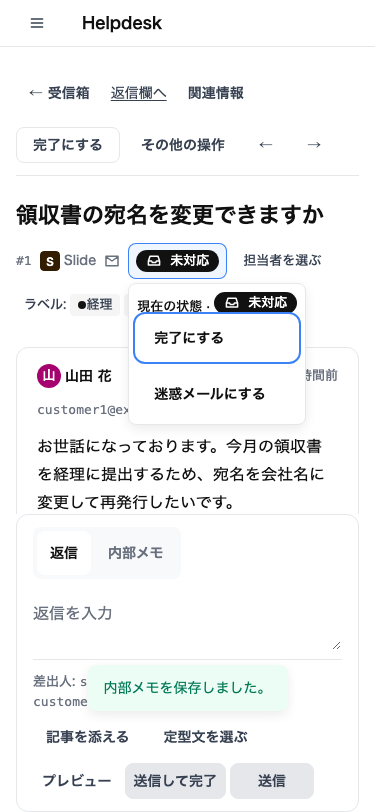 Helpdesk
← 受信箱 返信欄へ 関連情報
完了にする その他の操作 ← →
領収書の宛名を変更できますか
#1 S Slide 未対応 担当者を選ぶ
ラベル: 経理 現在の状態 · 未対応
完了にする
迷惑メールにする
山 山田 花 時間前
customer1@ex
お世話になっております。今月の領収書
を経理に提出するため、宛名を会社名に
変更して再発行したいです。
返信 内部メモ
返信を入力
差出人: s
custome
内部メモを保存しました。
記事を添える 定型文を選ぶ
プレビュー 送信して完了 送信